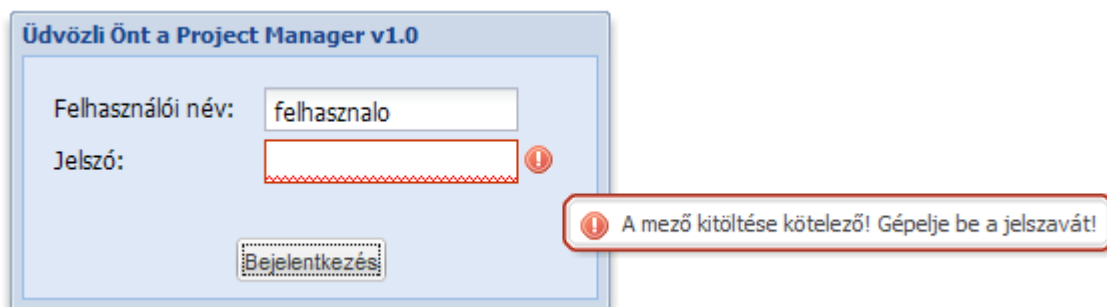 Üdvözli Önt a Project Manager v1.0
Felhasználói név: felhasznalo
Jelszó:
A mező kitöltése kötelező! Gépelje be a jelszavát!
Bejelentkezés